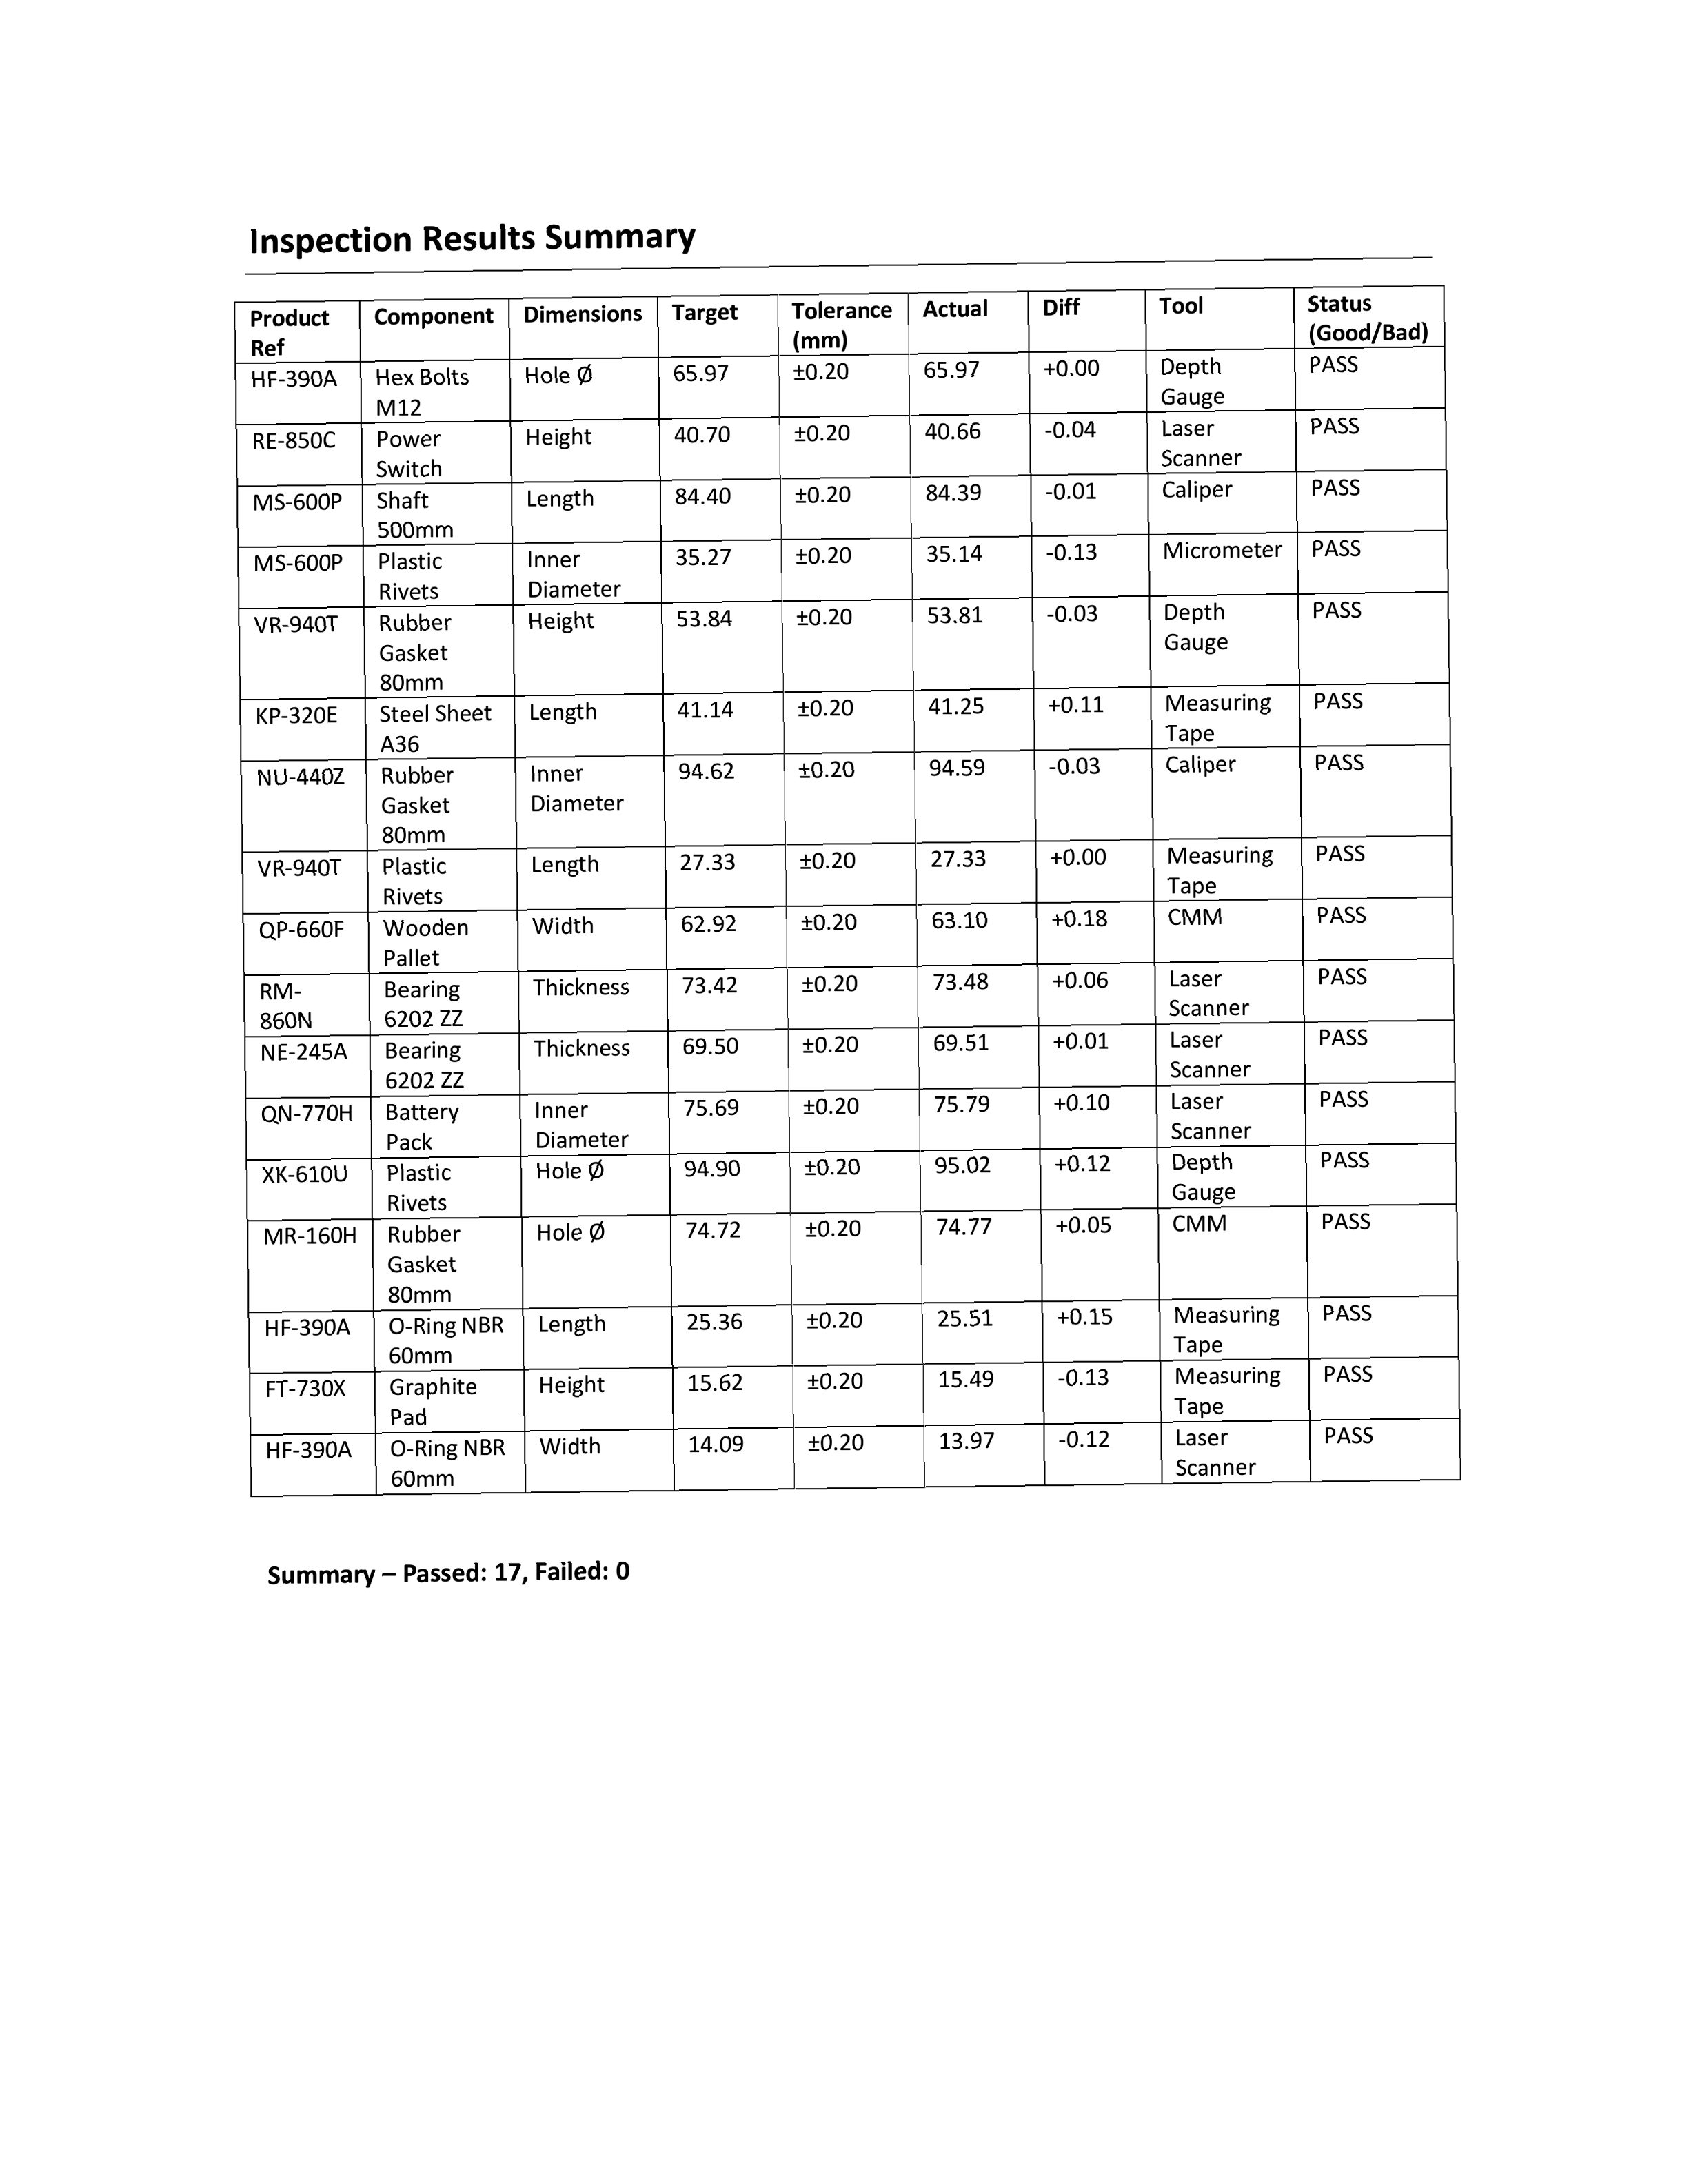 Inspection Results Summary
Product Ref Component Dimensions Target Tolerance (mm) Actual Diff Tool Status (Good/Bad)
HF-390A Hex Bolts M12 Hole Ø 65.97 ±0.20 65.97 +0.00 Depth Gauge PASS
RE-850C Power Switch Height 40.70 ±0.20 40.66 -0.04 Laser Scanner PASS
MS-600P Shaft 500mm Length 84.40 ±0.20 84.39 -0.01 Caliper PASS
MS-600P Plastic Rivets Inner Diameter 35.27 ±0.20 35.14 -0.13 Micrometer PASS
VR-940T Rubber Gasket 80mm Height 53.84 ±0.20 53.81 -0.03 Depth Gauge PASS
KP-320E Steel Sheet A36 Length 41.14 ±0.20 41.25 +0.11 Measuring Tape PASS
NU-440Z Rubber Gasket 80mm Inner Diameter 94.62 ±0.20 94.59 -0.03 Caliper PASS
VR-940T Plastic Rivets Length 27.33 ±0.20 27.33 +0.00 Measuring Tape PASS
QP-660F Wooden Pallet Width 62.92 ±0.20 63.10 +0.18 CMM PASS
RM-860N Bearing 6202 ZZ Thickness 73.42 ±0.20 73.48 +0.06 Laser Scanner PASS
NE-245A Bearing 6202 ZZ Thickness 69.50 ±0.20 69.51 +0.01 Laser Scanner PASS
QN-770H Battery Pack Inner Diameter 75.69 ±0.20 75.79 +0.10 Laser Scanner PASS
XK-610U Plastic Rivets Hole Ø 94.90 ±0.20 95.02 +0.12 Depth Gauge PASS
MR-160H Rubber Gasket 80mm Hole Ø 74.72 ±0.20 74.77 +0.05 CMM PASS
HF-390A O-Ring NBR 60mm Length 25.36 ±0.20 25.51 +0.15 Measuring Tape PASS
FT-730X Graphite Pad Height 15.62 ±0.20 15.49 -0.13 Measuring Tape PASS
HF-390A O-Ring NBR 60mm Width 14.09 ±0.20 13.97 -0.12 Laser Scanner PASS
Summary – Passed: 17, Failed: 0